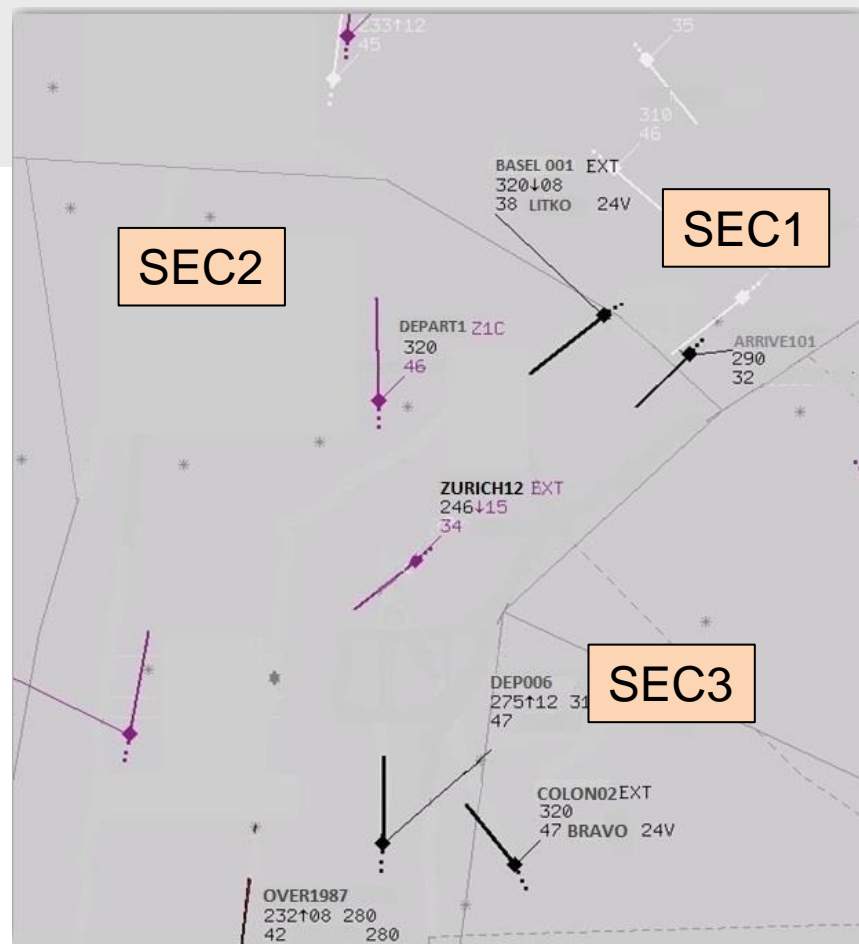 233↑12
45
35
310
46
BASEL 001 EXT
320↓08
38 LITKO 24V
SEC1
SEC2
DEPART1 Z1C
320
46
ARRIVE101
290
32
ZURICH12 EXT
246↓15
34
DEP006
275↑12 31
47
SEC3
COLON02 EXT
320
47 BRAVO 24V
OVER1987
232↑08 280
42 280